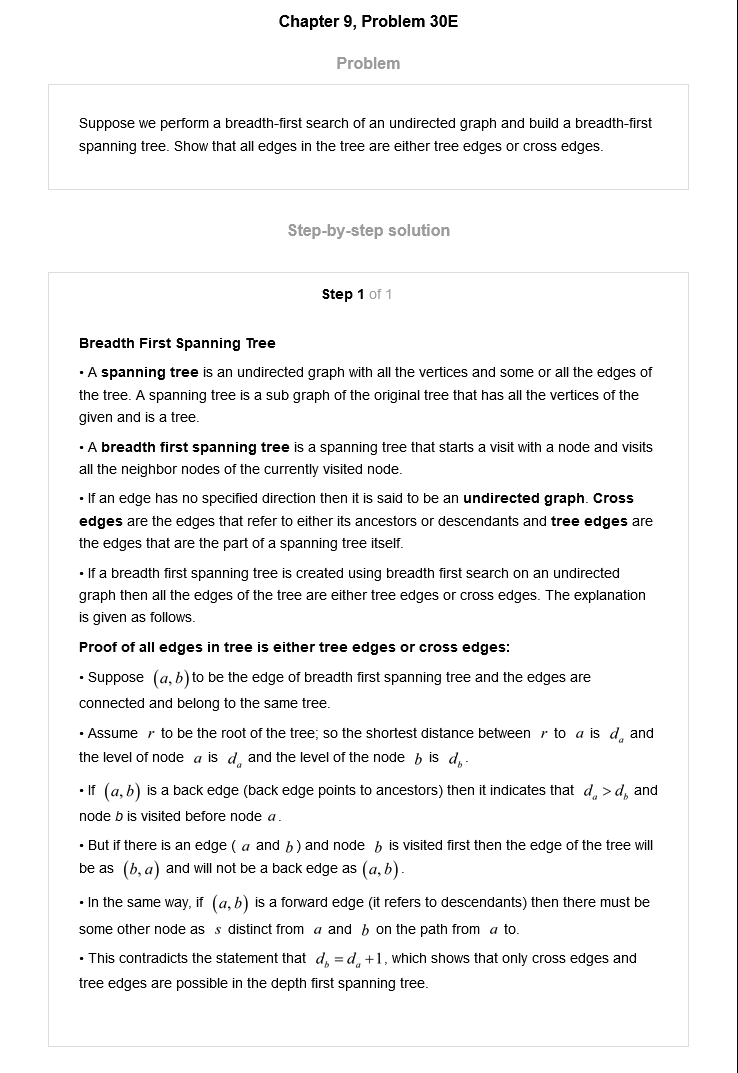 Chapter 9, Problem 30E
Problem
Suppose we perform a breadth-first search of an undirected graph and build a breadth-first
spanning tree. Show that all edges in the tree are either tree edges or cross edges.
Step-by-step solution
Step 1 of 1
Breadth First Spanning Tree
• A spanning tree is an undirected graph with all the vertices and some or all the edges of
the tree. A spanning tree is a sub graph of the original tree that has all the vertices of the
given and is a tree.
• A breadth first spanning tree is a spanning tree that starts a visit with a node and visits
all the neighbor nodes of the currently visited node.
• If an edge has no specified direction then it is said to be an undirected graph. Cross
edges are the edges that refer to either its ancestors or descendants and tree edges are
the edges that are the part of a spanning tree itself.
• If a breadth first spanning tree is created using breadth first search on an undirected
graph then all the edges of the tree are either tree edges or cross edges. The explanation
is given as follows.
Proof of all edges in tree is either tree edges or cross edges:
• Suppose (a, b) to be the edge of breadth first spanning tree and the edges are
connected and belong to the same tree.
• Assume r to be the root of the tree; so the shortest distance between r to a is dₐ and
the level of node a is dₐ and the level of the node b is d_b.
• If (a, b) is a back edge (back edge points to ancestors) then it indicates that dₐ > d_b and
node b is visited before node a.
• But if there is an edge ( a and b ) and node b is visited first then the edge of the tree will
be as (b, a) and will not be a back edge as (a, b).
• In the same way, if (a, b) is a forward edge (it refers to descendants) then there must be
some other node as s distinct from a and b on the path from a to.
• This contradicts the statement that d_b = dₐ +1, which shows that only cross edges and
tree edges are possible in the depth first spanning tree.